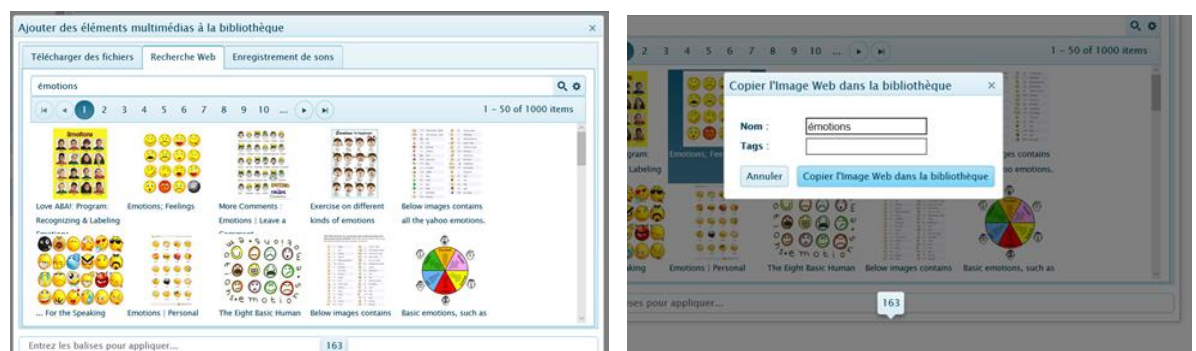 Ajouter des éléments multimédias à la bibliothèque
Télécharger des fichiers Recherche Web Enregistrement de sons
émotions
1 2 3 4 5 6 7 8 9 10 ... 1 - 50 of 1000 items
Love ABA!: Program: Emotions; Feelings More Comments : Exercise on different Below images contains
Recognizing & Labeling Emotions | Leave a kinds of emotions all the yahoo emotions.
... For the Speaking Emotions | Personal The Eight Basic Human Below images contains Basic emotions, such as
Entrez les balises pour appliquer... 163
2 3 4 5 6 7 8 9 10 ... 1 - 50 of 1000 items
Copier l'Image Web dans la bibliothèque
Nom : émotions
Tags :
Annuler Copier l'Image Web dans la bibliothèque
gram: Emotions; Fee ges contains
Labeling oo emotions.
king Emotions | Personal The Eight Basic Human Below images contains Basic emotions, such as
ises pour appliquer...
163